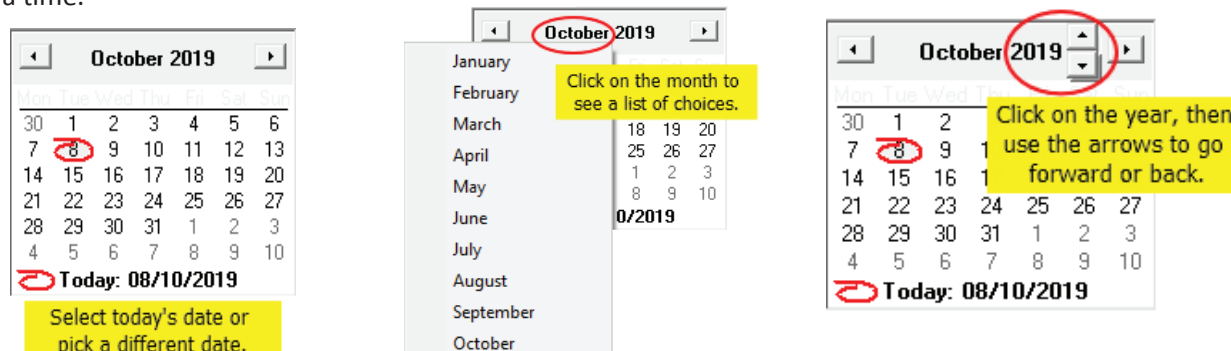 a time.
October 2019
Mon Tue Wed Thu Fri Sat Sun
30 1 2 3 4 5 6
7 8 9 10 11 12 13
14 15 16 17 18 19 20
21 22 23 24 25 26 27
28 29 30 31 1 2 3
4 5 6 7 8 9 10
Today: 08/10/2019
Select today's date or
pick a different date.
October 2019
January
February
March
April
May
June
July
August
September
October
Click on the month to
see a list of choices.
18 19 20
25 26 27
1 2 3
8 9 10
0/2019
October 2019
Mon Tue Wed Thu Sun
30 1 2
7 8 9 1
14 15 16 1
21 22 23 24 25 26 27
28 29 30 31 1 2 3
4 5 6 7 8 9 10
Today: 08/10/2019
Click on the year, then
use the arrows to go
forward or back.